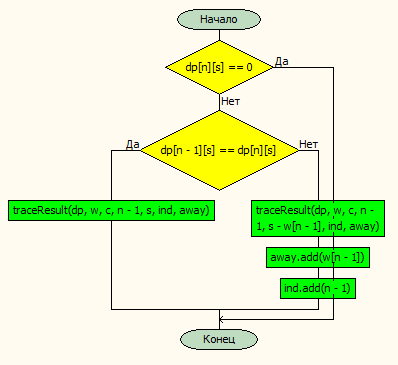 Начало
dp[n][s] == 0
Да
Нет
dp[n - 1][s] == dp[n][s]
Да
Нет
traceResult(dp, w, c, n - 1, s, ind, away)
traceResult(dp, w, c, n -
1, s - w[n - 1], ind, away)
away.add(w[n - 1])
ind.add(n - 1)
Конец